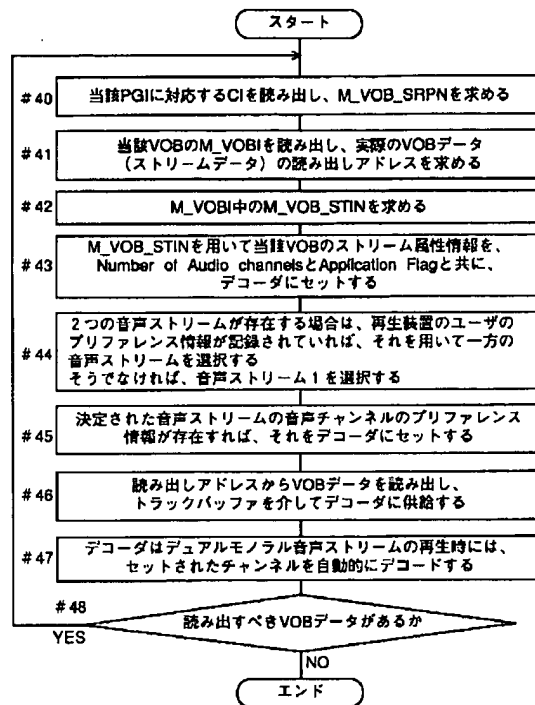 スタート
#40
当該PGIに対応するCIを読み出し、M_VOB_SRPNを求める
#41
当該VOBのM_VOBIを読み出し、実際のVOBデータ
（ストリームデータ）の読み出しアドレスを求める
#42
M_VOBI中のM_VOB_STINを求める
#43
M_VOB_STINを用いて当該VOBのストリーム属性情報を、
Number of Audio channelsとApplication Flagと共に、
デコーダにセットする
#44
2つの音声ストリームが存在する場合は、再生装置のユーザの
プリファレンス情報が記録されていれば、それを用いて一方の
音声ストリームを選択する
そうでなければ、音声ストリーム1を選択する
#45
決定された音声ストリームの音声チャンネルのプリファレンス
情報が存在すれば、それをデコーダにセットする
#46
読み出しアドレスからVOBデータを読み出し、
トラックバッファを介してデコーダに供給する
#47
デコーダはデュアルモノラル音声ストリームの再生時には、
セットされたチャンネルを自動的にデコードする
#48
読み出すべきVOBデータがあるか
YES
NO
エンド